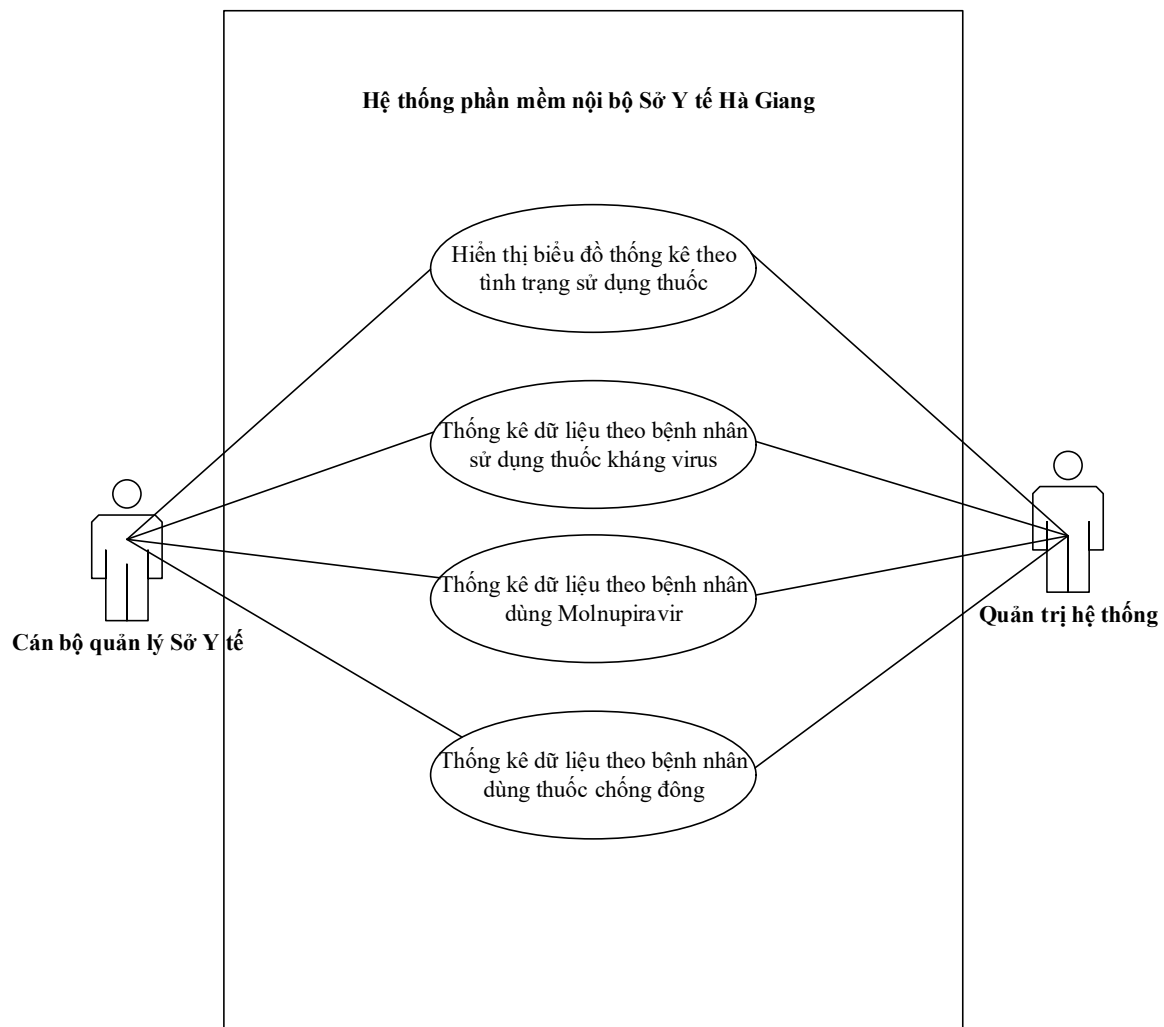 Hệ thống phần mềm nội bộ Sở Y tế Hà Giang
Hiển thị biểu đồ thống kê theo
tình trạng sử dụng thuốc
Thống kê dữ liệu theo bệnh nhân
sử dụng thuốc kháng virus
Thống kê dữ liệu theo bệnh nhân
dùng Molnupiravir
Cán bộ quản lý Sở Y tế
Quản trị hệ thống
Thống kê dữ liệu theo bệnh nhân
dùng thuốc chống đông